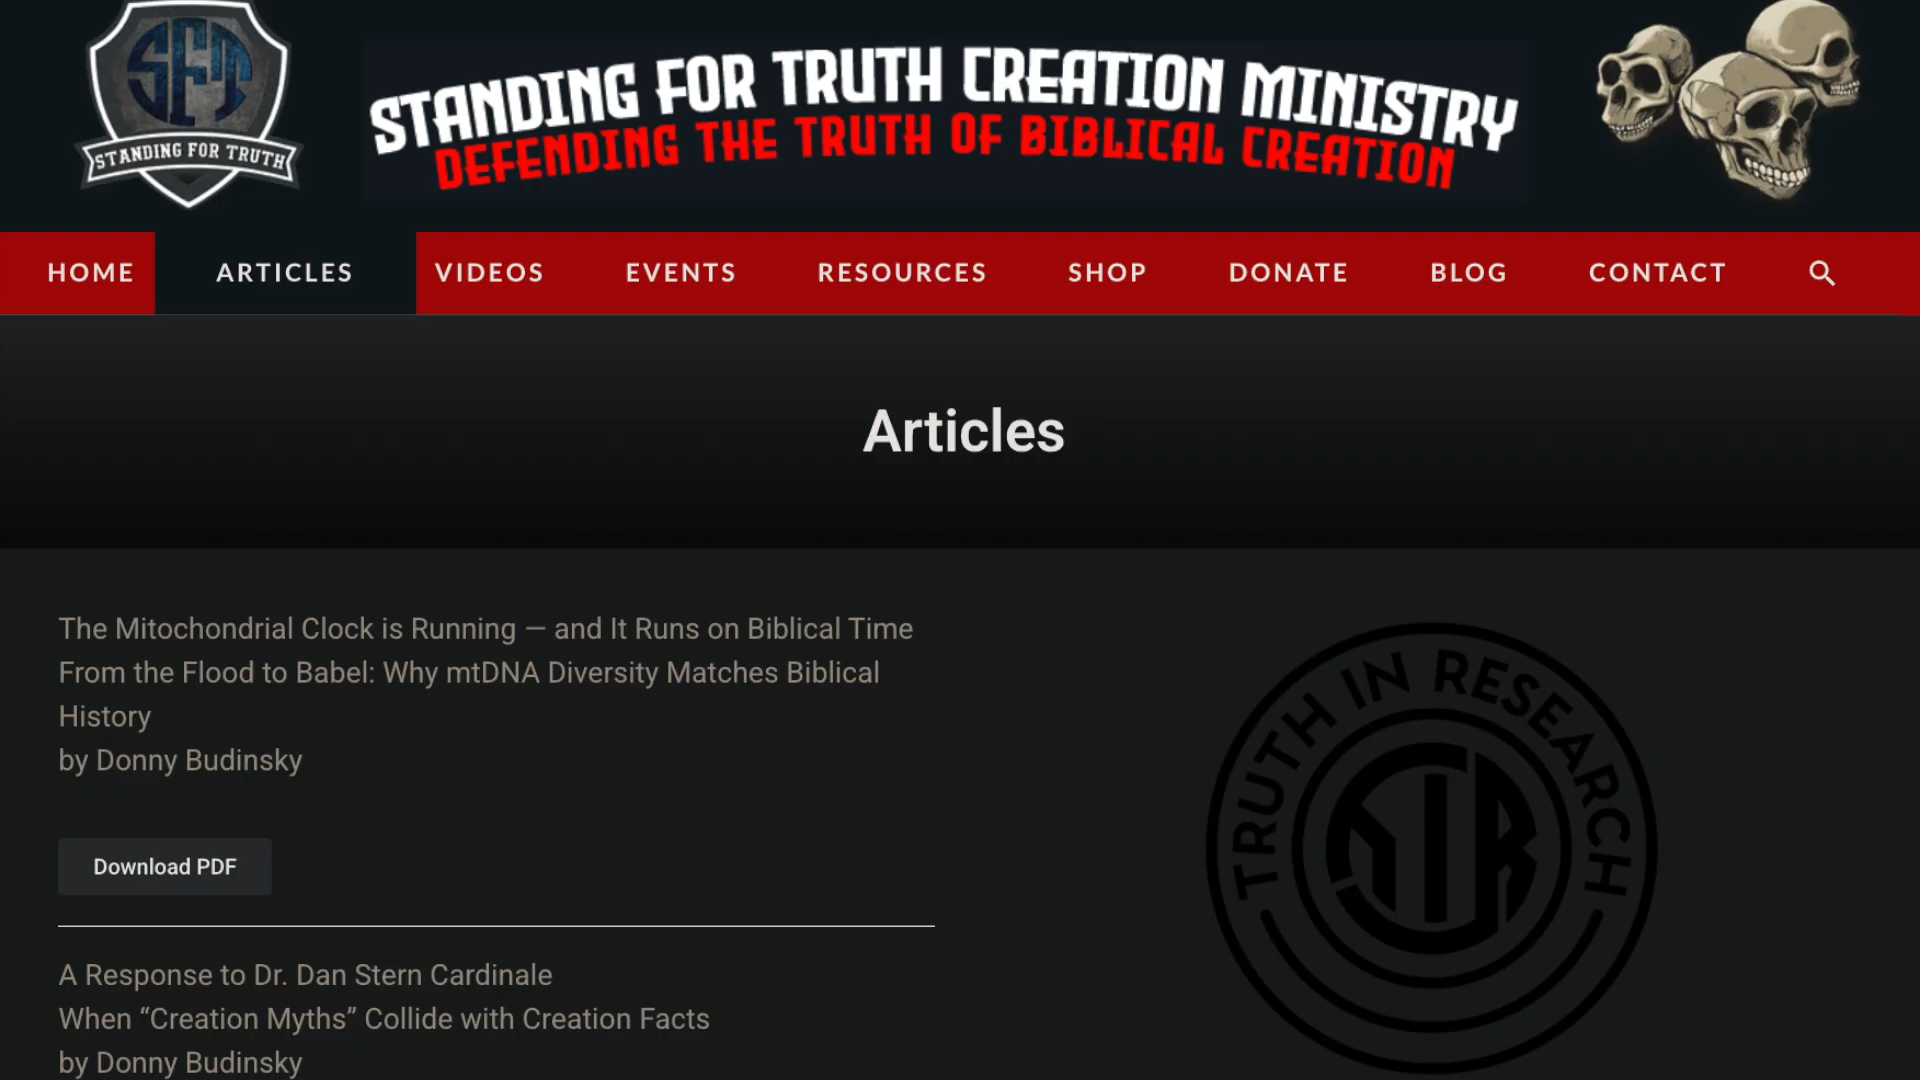 SFT
STANDING FOR TRUTH
STANDING FOR TRUTH CREATION MINISTRY
DEFENDING THE TRUTH OF BIBLICAL CREATION
HOME ARTICLES VIDEOS EVENTS RESOURCES SHOP DONATE BLOG CONTACT
Articles
The Mitochondrial Clock is Running — and It Runs on Biblical Time
From the Flood to Babel: Why mtDNA Diversity Matches Biblical
History
by Donny Budinsky
Download PDF
A Response to Dr. Dan Stern Cardinale
When “Creation Myths” Collide with Creation Facts
by Donny Budinsky
TRUTH IN RESEARCH
TIR